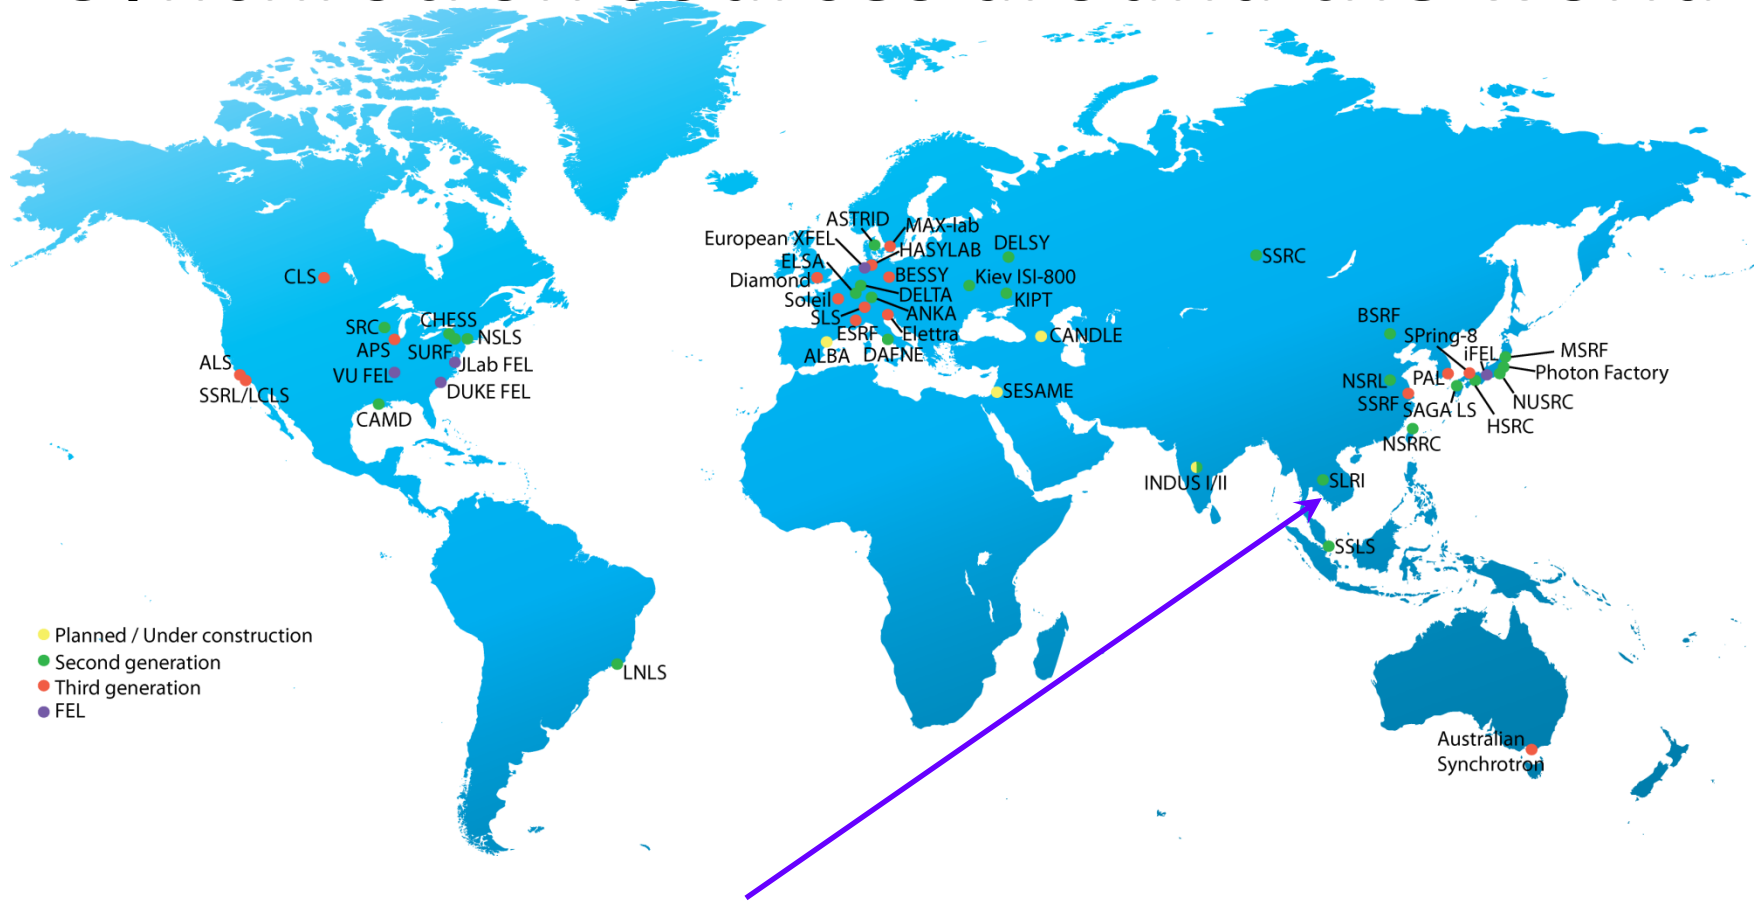 ASTRID
MAX-lab
European XFEL
HASYLAB
DELSY
ELSA
SSRC
CLS
Diamond
BESSY
Kiev ISI-800
Soleil
DELTA
KIPT
SLS
ANKA
BSRF
SRC
CHESS
ESRF
Elettra
CANDLE
SPring-8
NSLS
APS
SURF
ALBA
DAFNE
iFEL
MSRF
ALS
JLab FEL
VU FEL
PAL
Photon Factory
NSRL
SSRL/LCLS
DUKE FEL
SESAME
SSRF
SAGA LS
NUSRC
CAMD
HSRC
NSRRC
INDUS I/II
SLRI
SSLS
Planned / Under construction
Second generation
Third generation
FEL
LNLS
Australian
Synchrotron